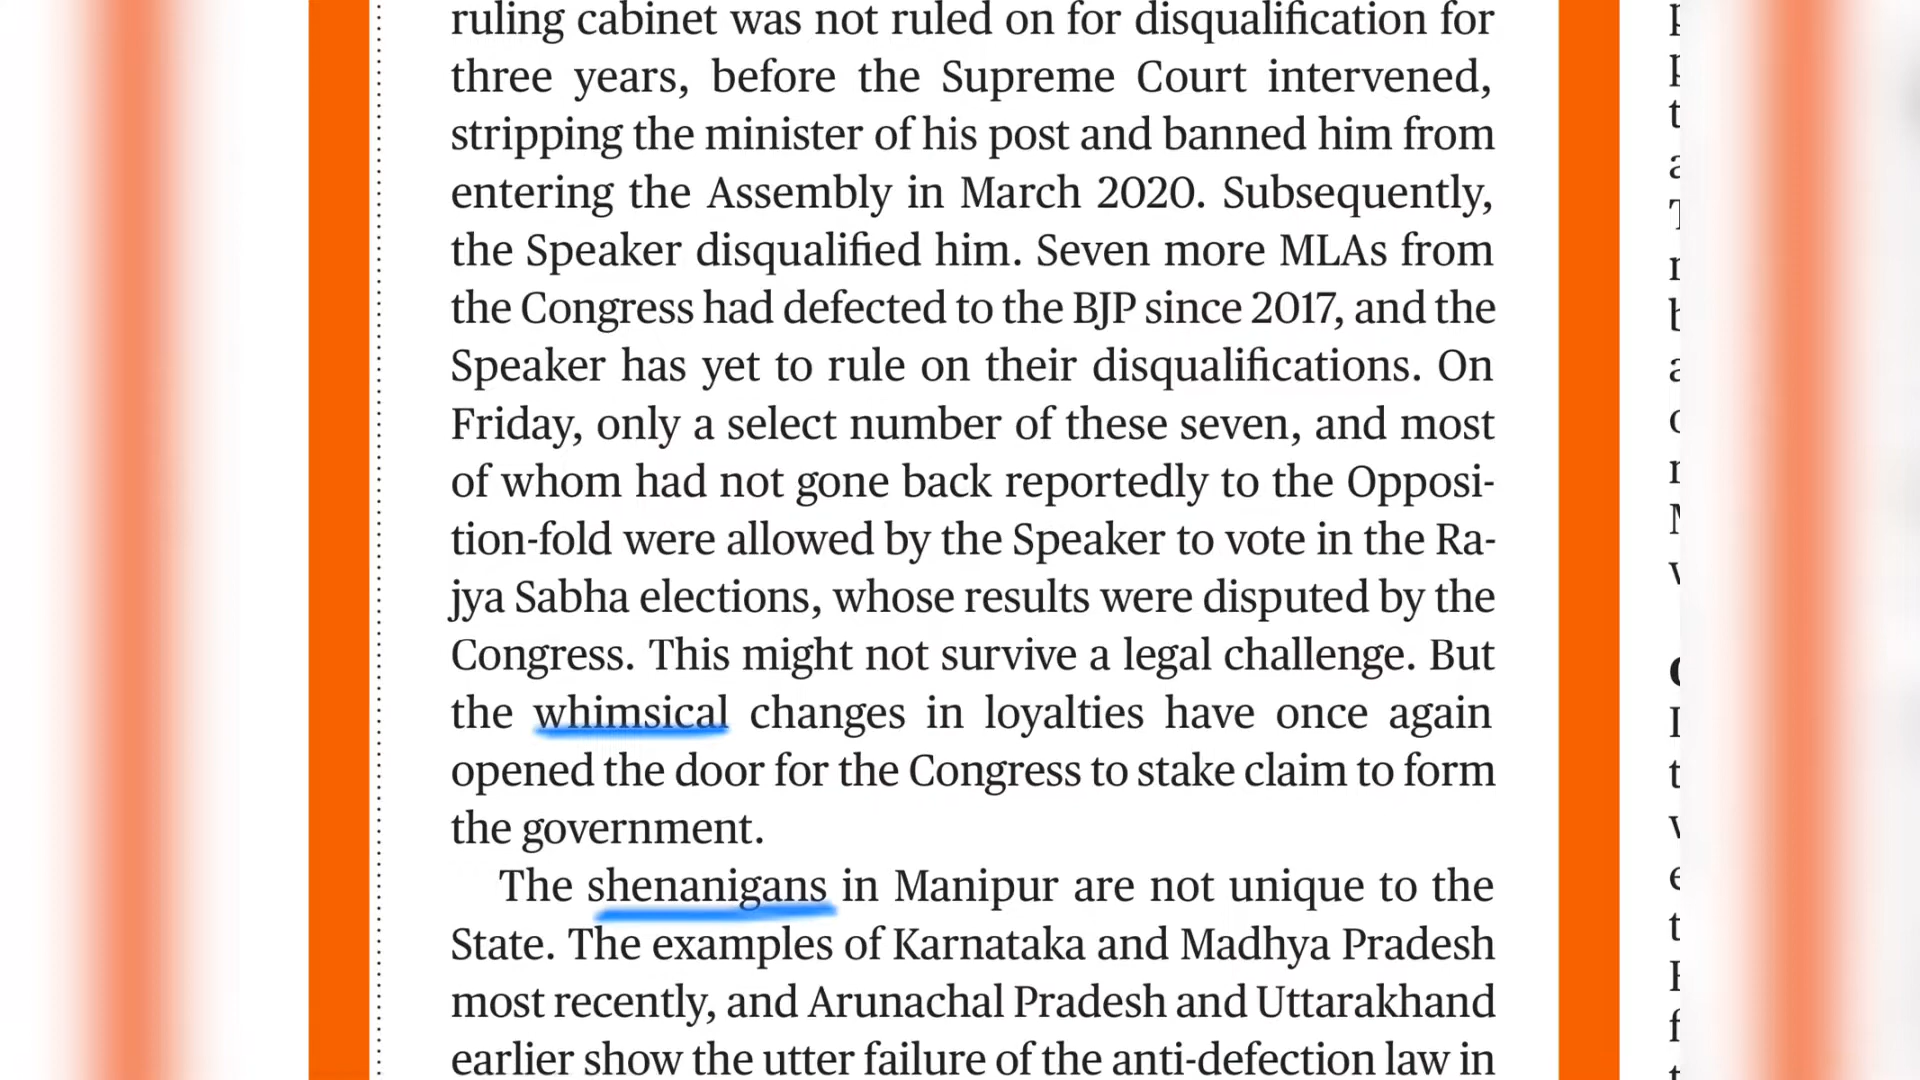 ruling cabinet was not ruled on for disqualification for
three years, before the Supreme Court intervened,
stripping the minister of his post and banned him from
entering the Assembly in March 2020. Subsequently,
the Speaker disqualified him. Seven more MLAs from
the Congress had defected to the BJP since 2017, and the
Speaker has yet to rule on their disqualifications. On
Friday, only a select number of these seven, and most
of whom had not gone back reportedly to the Opposi-
tion-fold were allowed by the Speaker to vote in the Ra-
jya Sabha elections, whose results were disputed by the
Congress. This might not survive a legal challenge. But
the whimsical changes in loyalties have once again
opened the door for the Congress to stake claim to form
the government.
The shenanigans in Manipur are not unique to the
State. The examples of Karnataka and Madhya Pradesh
most recently, and Arunachal Pradesh and Uttarakhand
earlier show the utter failure of the anti-defection law in